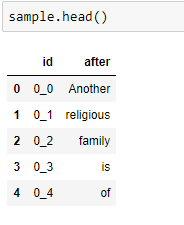 sample.head()
id after
0 0_0 Another
1 0_1 religious
2 0_2 family
3 0_3 is
4 0_4 of